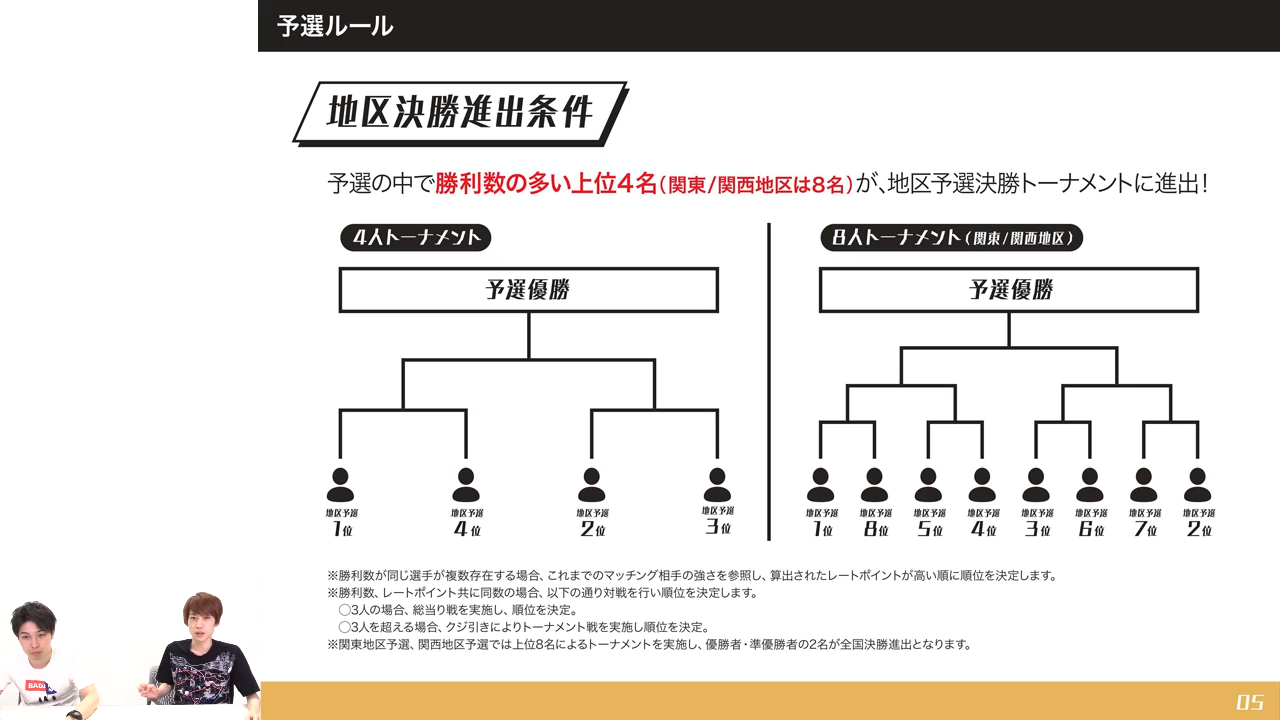 予選ルール
地区決勝進出条件
予選の中で勝利数の多い上位4名(関東/関西地区は8名)が、地区予選決勝トーナメントに進出!
4人トーナメント
予選優勝
地区予選 1位
地区予選 4位
地区予選 2位
地区予選 3位
8人トーナメント(関東/関西地区)
予選優勝
地区予選 1位
地区予選 8位
地区予選 5位
地区予選 4位
地区予選 3位
地区予選 6位
地区予選 7位
地区予選 2位
※勝利数が同じ選手が複数存在する場合、これまでのマッチング相手の強さを参照し、算出されたレートポイントが高い順に順位を決定します。
※勝利数、レートポイント共に同数の場合、以下の通り対戦を行い順位を決定します。
○3人の場合、総当り戦を実施し、順位を決定。
○3人を超える場合、クジ引きによりトーナメント戦を実施し順位を決定。
※関東地区予選、関西地区予選では上位8名によるトーナメントを実施し、優勝者・準優勝者の2名が全国決勝進出となります。
05